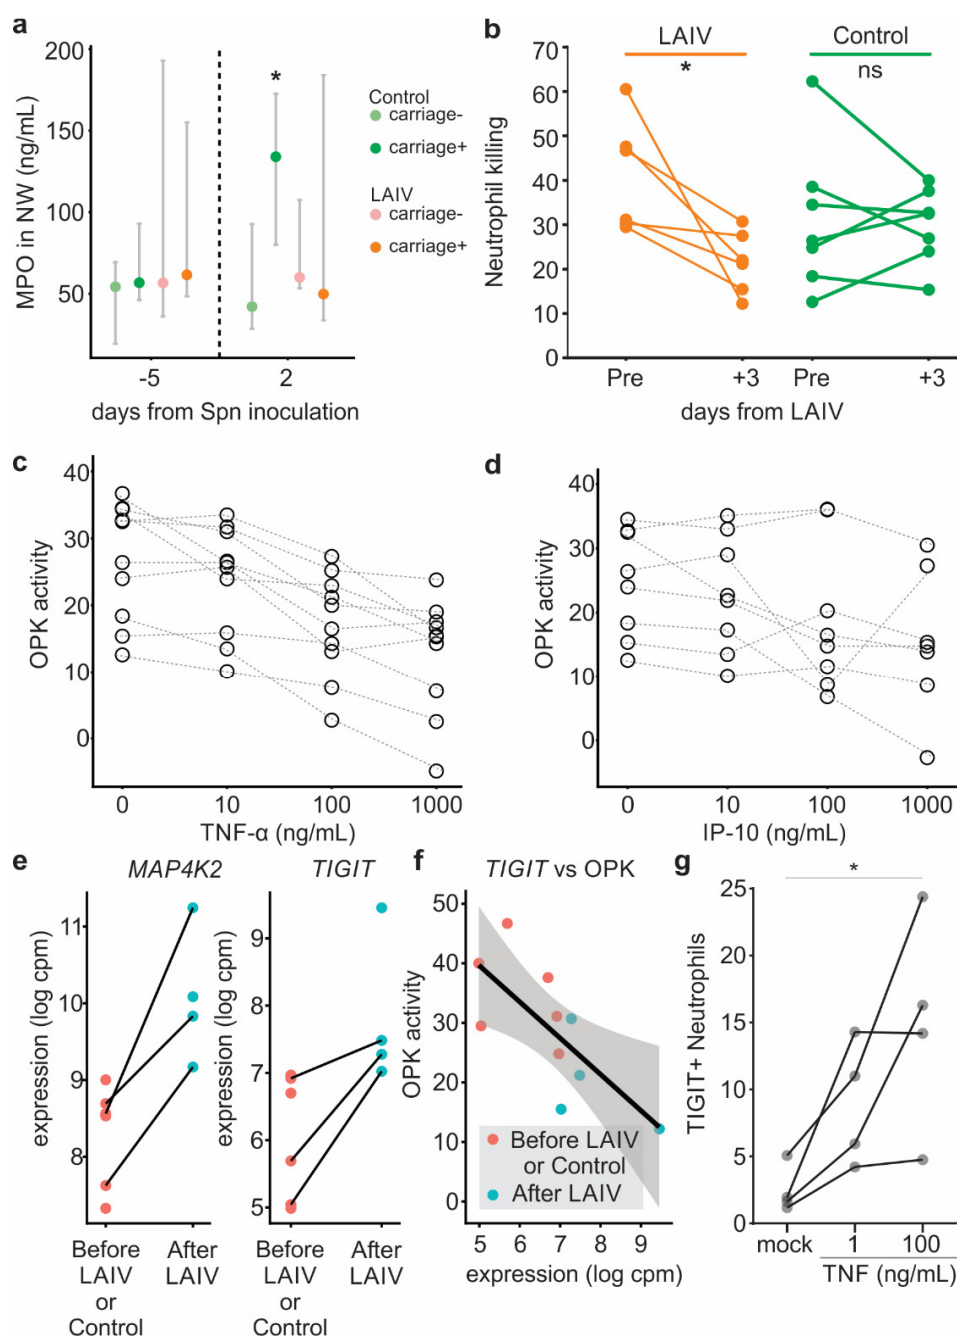 a
MPO in NW (ng/mL)
200
150
100
50
*
-5
2
days from Spn inoculation
Control
carriage-
carriage+
LAIV
carriage-
carriage+
b
Neutrophil killing
70
60
50
40
30
20
10
0
LAIV
*
Control
ns
Pre
+3
Pre
+3
days from LAIV
c
OPK activity
40
30
20
10
0
0
10
100
1000
TNF-α (ng/mL)
d
OPK activity
40
30
20
10
0
0
10
100
1000
IP-10 (ng/mL)
e
MAP4K2
expression (log cpm)
11
10
9
8
Before
LAIV
or
Control
After
LAIV
TIGIT
expression (log cpm)
9
8
7
6
5
Before
LAIV
or
Control
After
LAIV
f
TIGIT vs OPK
OPK activity
50
40
30
20
10
0
Before LAIV
or Control
After LAIV
5
6
7
8
9
expression (log cpm)
g
TIGIT+ Neutrophils
25
20
15
10
5
0
*
mock
1
100
TNF (ng/mL)